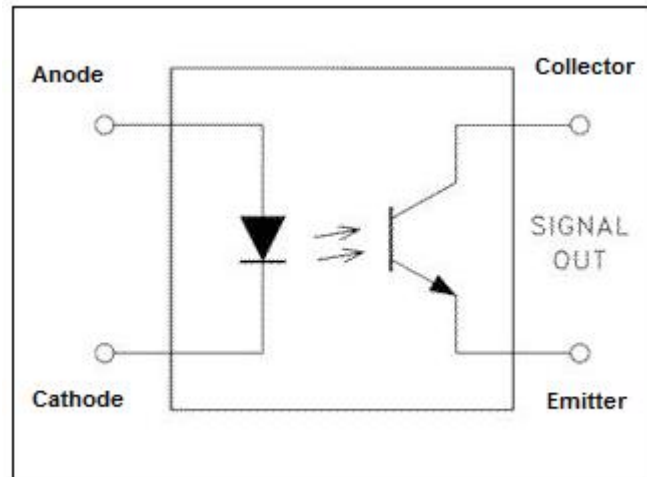 Anode
Collector
SIGNAL
OUT
Cathode
Emitter